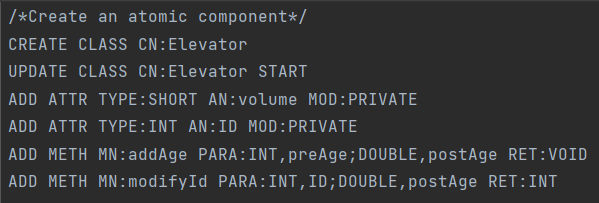 /*Create an atomic component*/
CREATE CLASS CN:Elevator
UPDATE CLASS CN:Elevator START
ADD ATTR TYPE:SHORT AN:volume MOD:PRIVATE
ADD ATTR TYPE:INT AN:ID MOD:PRIVATE
ADD METH MN:addAge PARA:INT,preAge;DOUBLE,postAge RET:VOID
ADD METH MN:modifyId PARA:INT,ID;DOUBLE,postAge RET:INT